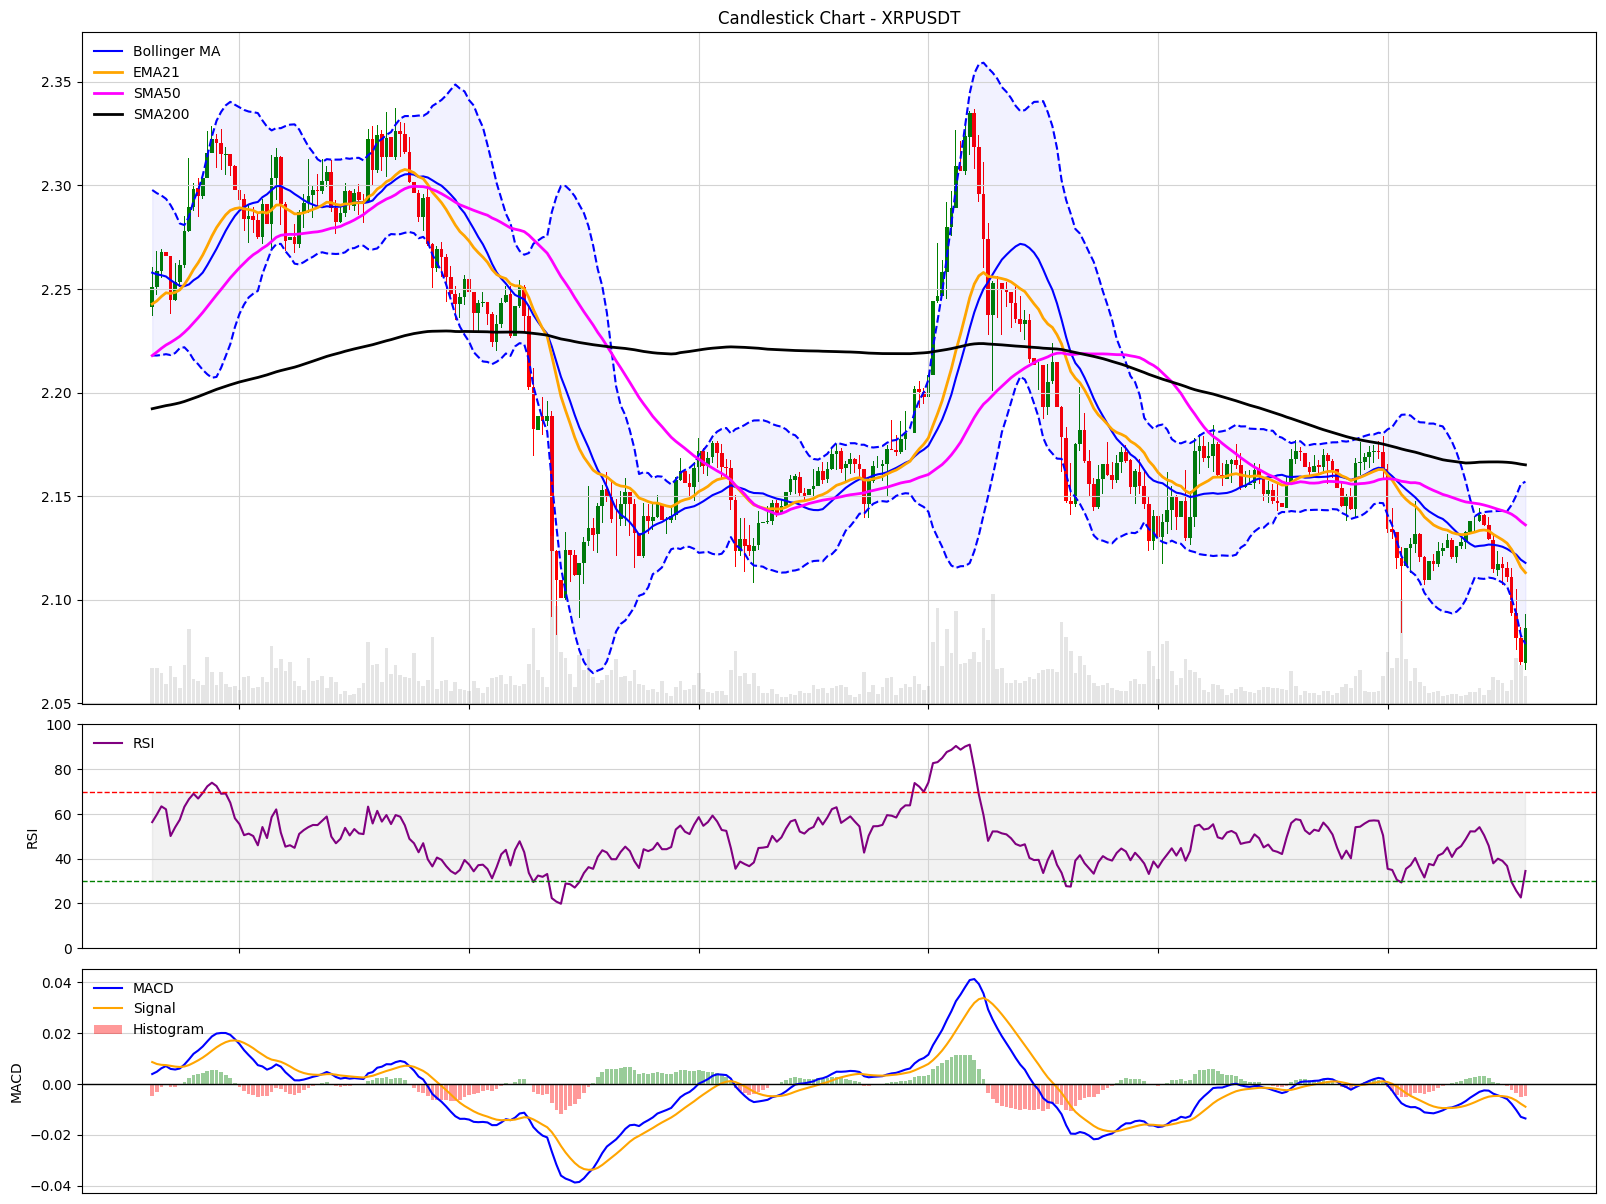 Candlestick Chart - XRPUSDT
Bollinger MA
EMA21
SMA50
SMA200
2.35
2.30
2.25
2.20
2.15
2.10
2.05
RSI
RSI
100
80
60
40
20
0
MACD
MACD
Signal
Histogram
0.04
0.02
0.00
−0.02
−0.04